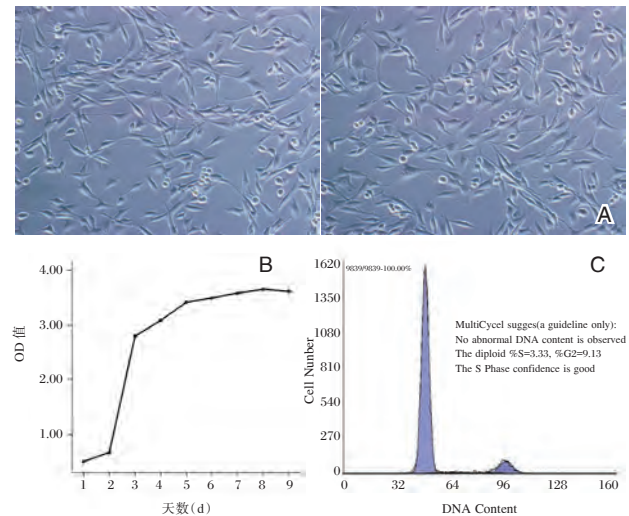 A
B
4.00
3.00
2.00
1.00
OD 值
1 2 3 4 5 6 7 8 9
天数(d)
C
1620
1350
1080
810
540
270
0
Cell Number
9839/9839-100.00%
MultiCycel sugges(a guideline only):
No abnormal DNA content is observed
The diploid %S=3.33, %G2=9.13
The S Phase confidence is good
0 32 64 96 128 160
DNA Content